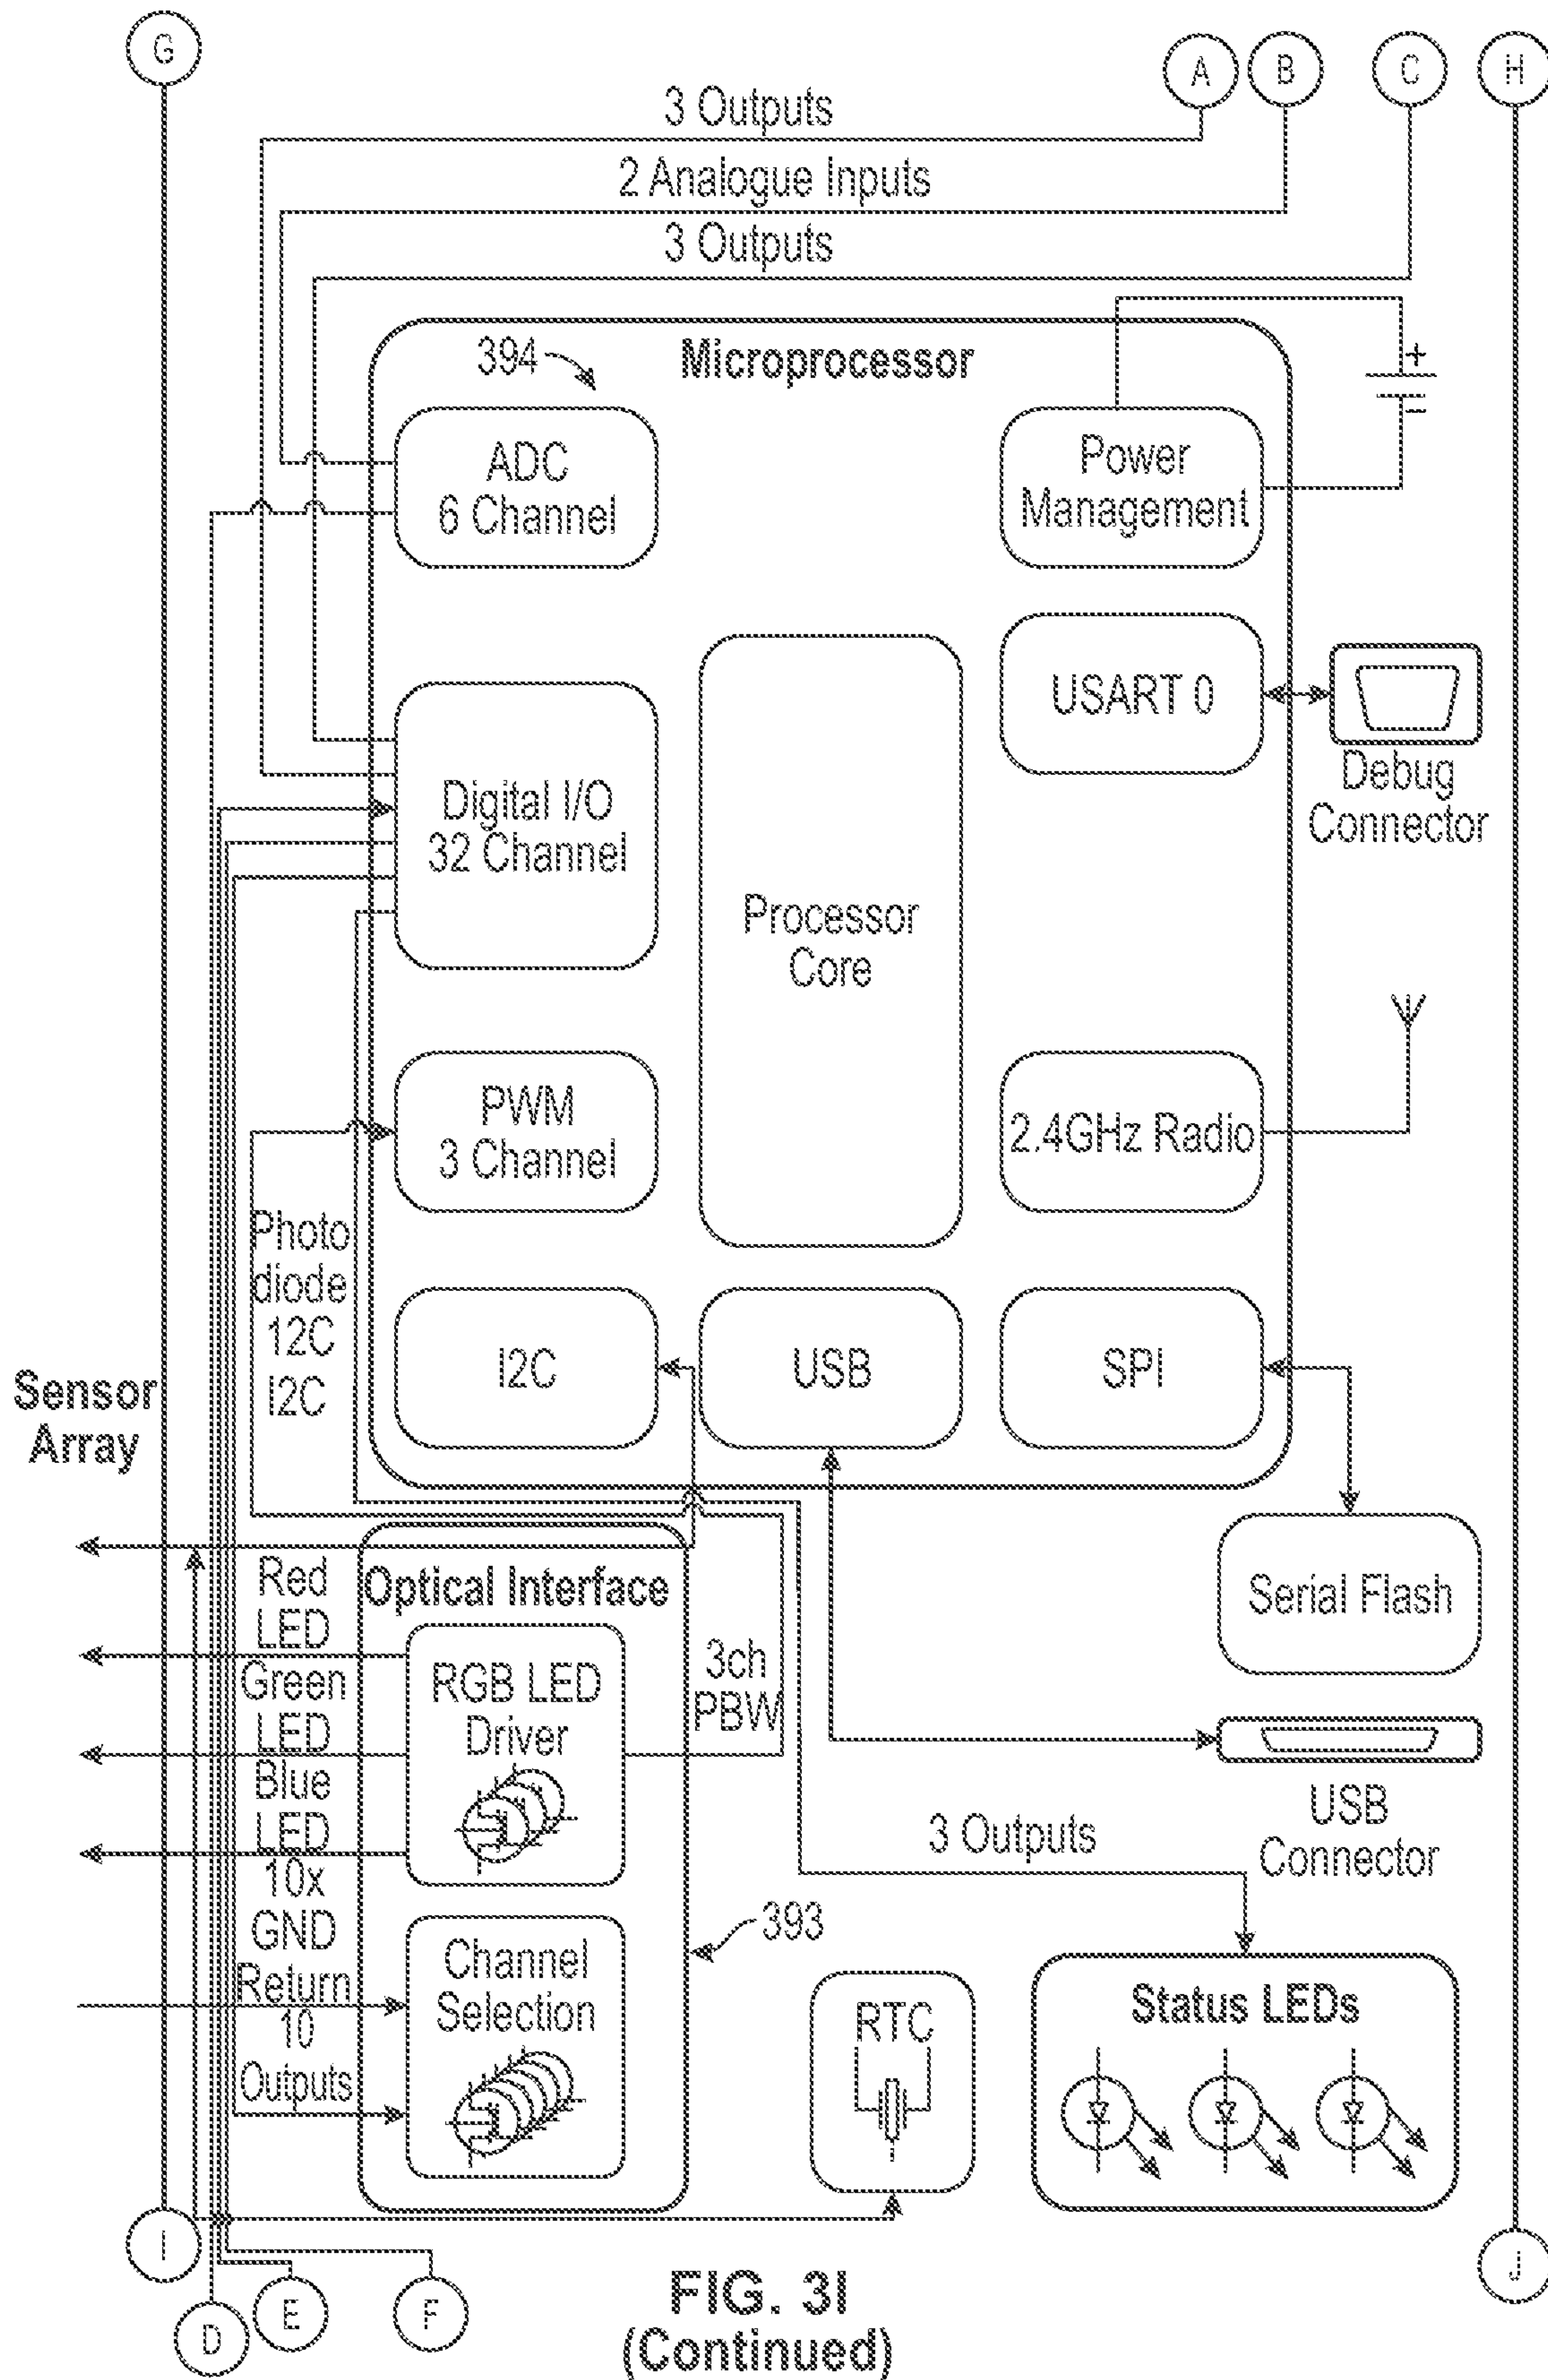 G
A
B
C
H
3 Outputs
2 Analogue Inputs
3 Outputs
394
Microprocessor
+
−
ADC
6 Channel
Power
Management
USART 0
Debug
Connector
Digital I/O
32 Channel
Processor
Core
PWM
3 Channel
2.4GHz Radio
Photo
diode
12C
I2C
Sensor
Array
I2C
USB
SPI
Optical Interface
Red
LED
Green
LED
Blue
LED
10x
GND
Return
10
Outputs
RGB LED
Driver
3ch
PBW
Serial Flash
USB
Connector
3 Outputs
393
Channel
Selection
RTC
Status LEDs
I
D
E
F
J
FIG. 3I
(Continued)